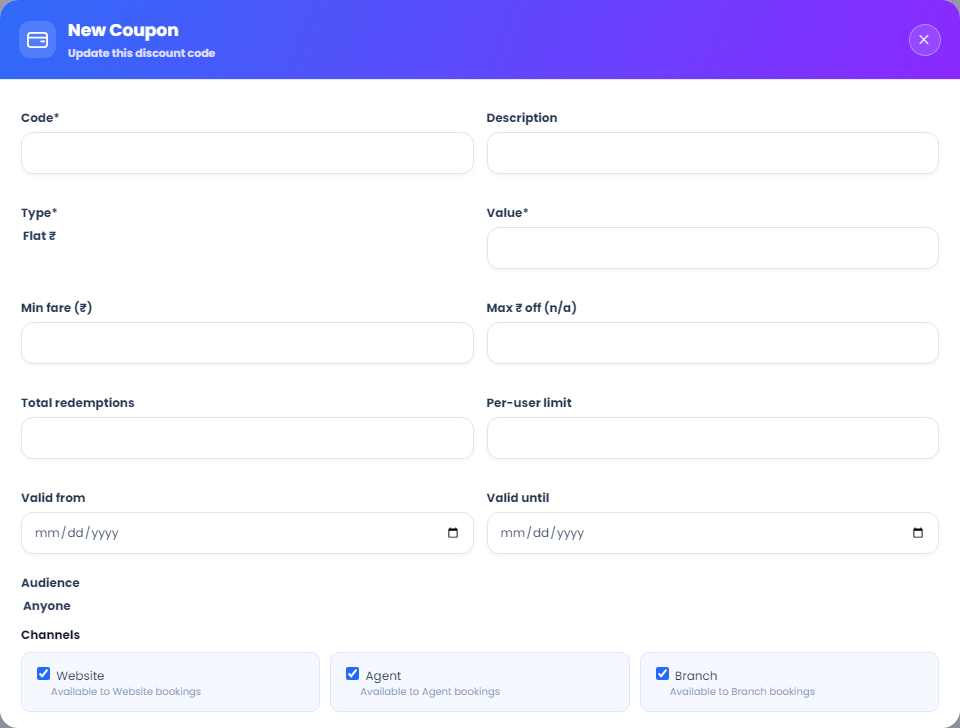 New Coupon
Update this discount code
Code*
Description
Type*
Value*
Flat ₹
Min fare (₹)
Max ₹ off (n/a)
Total redemptions
Per-user limit
Valid from
Valid until
mm/dd/yyyy
mm/dd/yyyy
Audience
Anyone
Channels
Website
Available to Website bookings
Agent
Available to Agent bookings
Branch
Available to Branch bookings